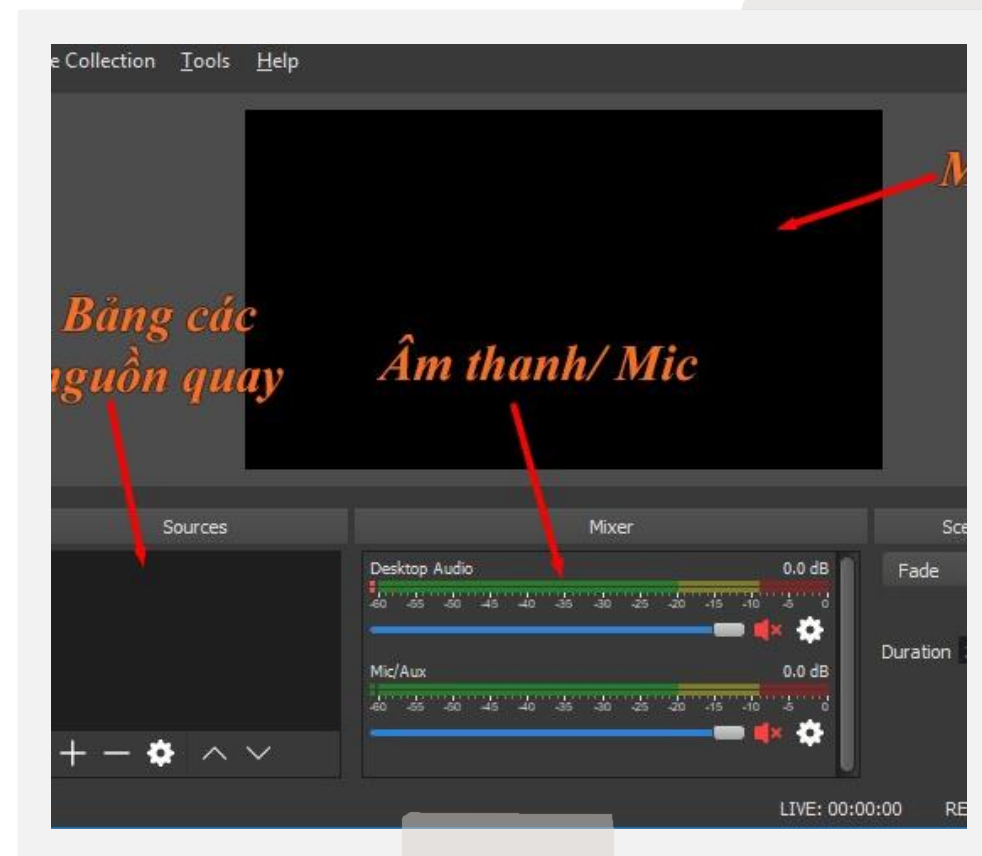 e Collection Tools Help
M
Bảng các
nguồn quay
Âm thanh/ Mic
Sources
Mixer
Sce
Desktop Audio 0.0 dB
-60 -55 -50 -45 -40 -35 -30 -25 -20 -15 -10 -5 0
Fade
Duration
Mic/Aux 0.0 dB
-60 -55 -50 -45 -40 -35 -30 -25 -20 -15 -10 -5 0
LIVE: 00:00:00 RE